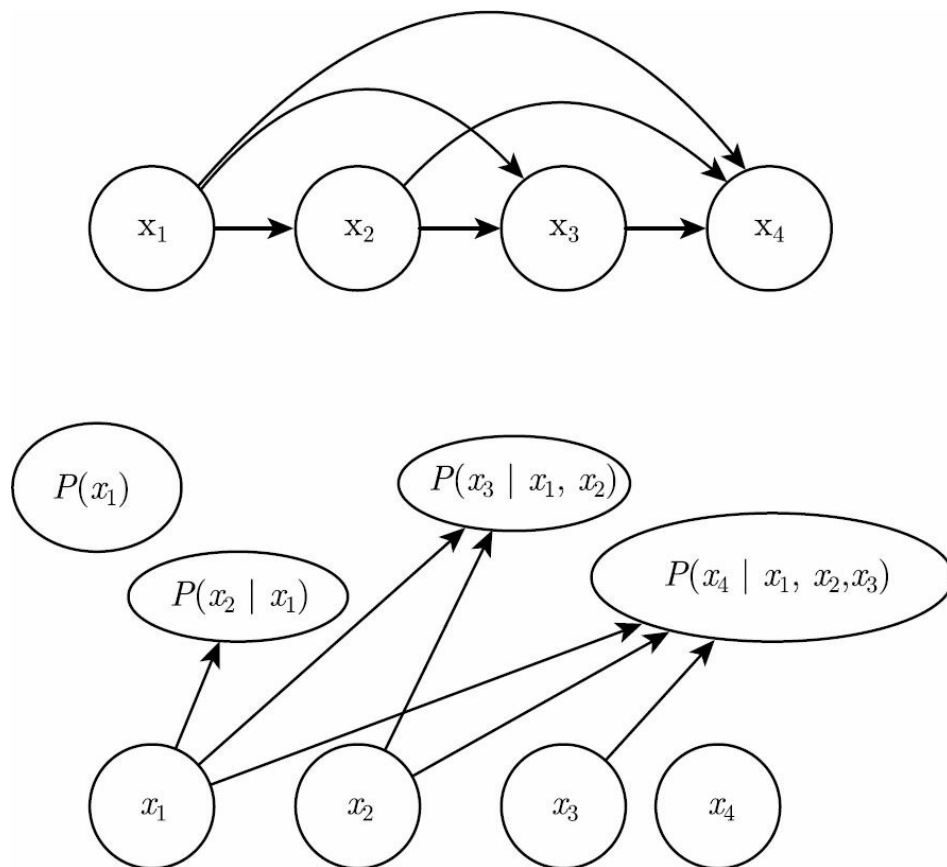 x₁ x₂ x₃ x₄
P(x₁)
P(x₃ | x₁, x₂)
P(x₂ | x₁)
P(x₄ | x₁, x₂,x₃)
x₁ x₂ x₃ x₄